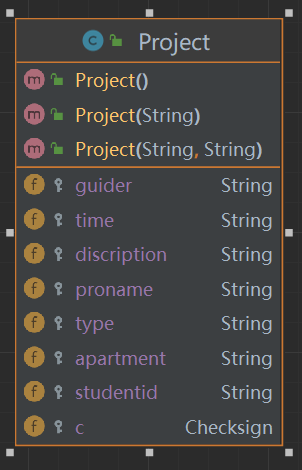 C Project
m Project()
m Project(String)
m Project(String, String)
f guider String
f time String
f discription String
f proname String
f type String
f apartment String
f studentid String
f c Checksign